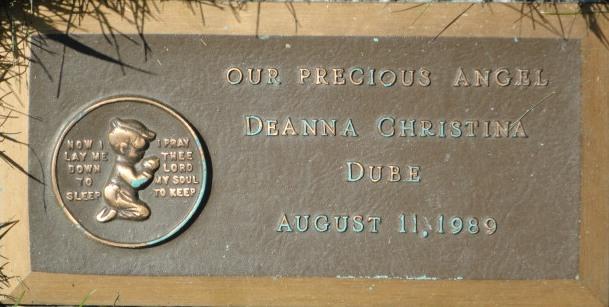 OUR PRECIOUS ANGEL
DEANNA CHRISTINA
DUBE
AUGUST 11, 1989
NOW I
LAY ME
DOWN
TO
SLEEP
I PRAY
THEE
LORD
MY SOUL
TO KEEP